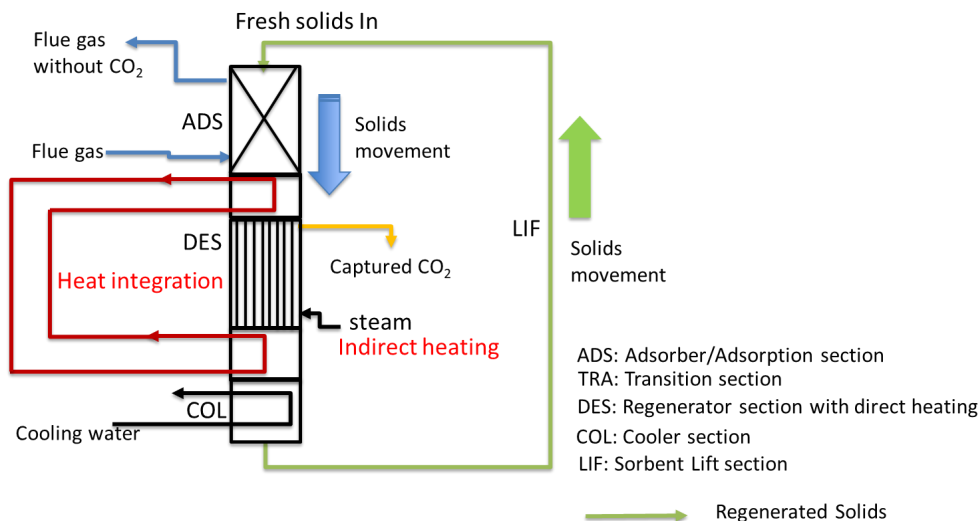 Fresh solids In
Flue gas
without CO₂
ADS
Solids
movement
Flue gas
DES
LIF
Captured CO₂
Solids
movement
Heat integration
steam
Indirect heating
COL
Cooling water
ADS: Adsorber/Adsorption section
TRA: Transition section
DES: Regenerator section with direct heating
COL: Cooler section
LIF: Sorbent Lift section
Regenerated Solids